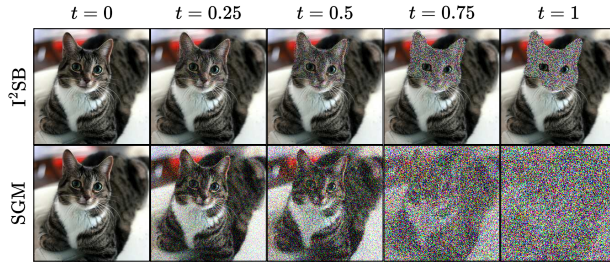 t = 0 t = 0.25 t = 0.5 t = 0.75 t = 1
I²SB
SGM